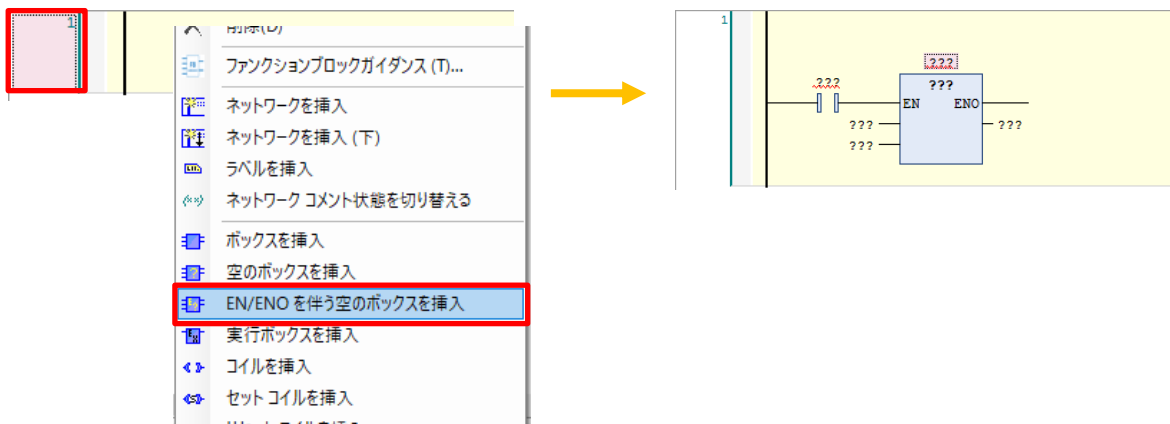 1
削除(D)
ファンクションブロックガイダンス (T)...
ネットワークを挿入
ネットワークを挿入 (下)
ラベルを挿入
ネットワーク コメント状態を切り替える
ボックスを挿入
空のボックスを挿入
EN/ENO を伴う空のボックスを挿入
実行ボックスを挿入
コイルを挿入
セット コイルを挿入
1
???
??? ???
EN ENO
??? ???
???